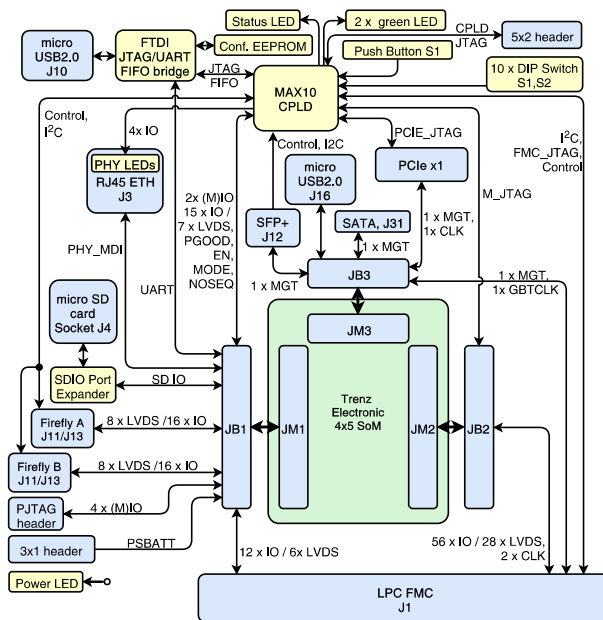 Status LED
2 x green LED
CPLD
JTAG
5x2 header
micro
USB2.0
J10
FTDI
JTAG/UART
FIFO bridge
Conf. EEPROM
Push Button S1
10 x DIP Switch
S1,S2
JTAG
FIFO
MAX10
CPLD
Control,
I²C
4x IO
PHY LEDs
RJ45 ETH
J3
Control, I2C
PCIE_JTAG
I²C,
FMC_JTAG,
Control
micro
USB2.0
J16
PCIe x1
M_JTAG
2x (M)IO
15 x IO /
7 x LVDS,
PGOOD,
EN,
MODE,
NOSEQ
SFP+
J12
SATA, J31
1 x MGT
1 x MGT,
1x CLK
PHY_MDI
UART
1 x MGT
JB3
1 x MGT,
1x GBTCLK
micro SD
card
Socket J4
JM3
SDIO Port
Expander
SD IO
Trenz
Electronic
4x5 SoM
JB1
JM1
JM2
JB2
Firefly A
J11/J13
8 x LVDS /16 x IO
Firefly B
J11/J13
8 x LVDS /16 x IO
PJTAG
header
4 x (M)IO
3x1 header
PSBATT
12 x IO / 6x LVDS
56 x IO / 28 x LVDS,
2 x CLK
Power LED
LPC FMC
J1